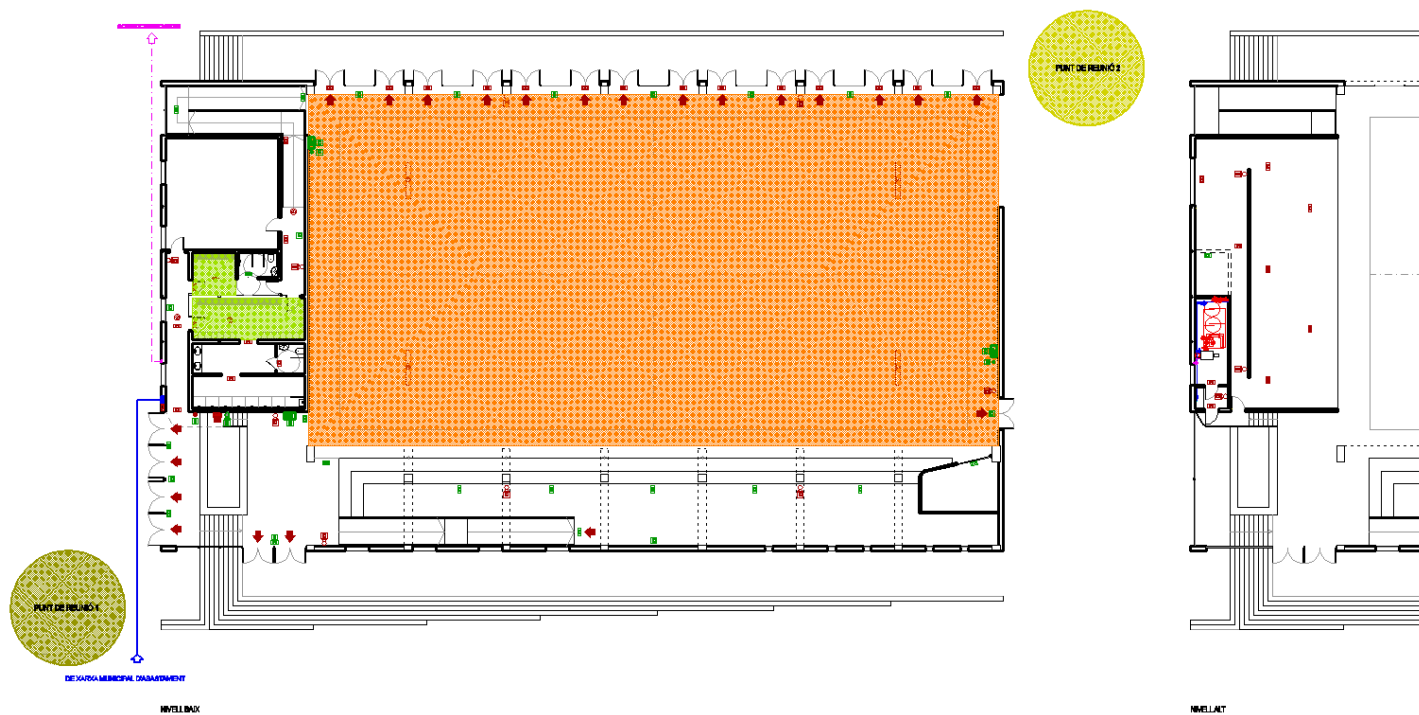 PUNT DE REUNIÓ 2
PUNT DE REUNIÓ 1
DE XARXA MUNICIPAL D'ABASTAMENT
NIVELL BAIX
NIVELL ALT